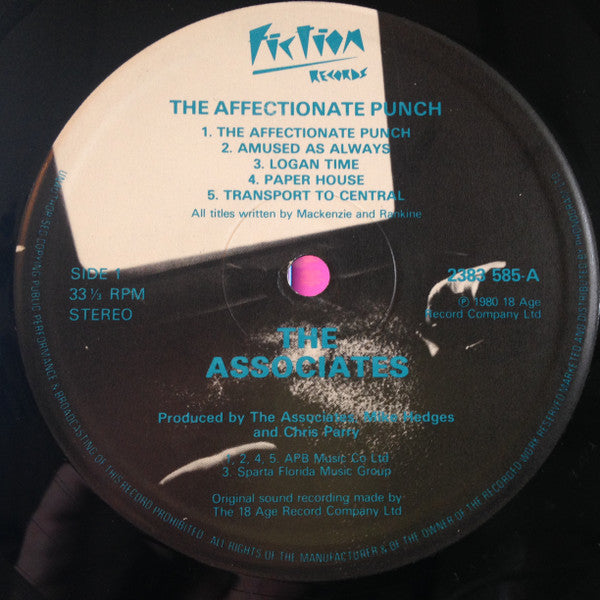 Fiction
RECORDS
THE AFFECTIONATE PUNCH
1. THE AFFECTIONATE PUNCH
2. AMUSED AS ALWAYS
3. LOGAN TIME
4. PAPER HOUSE
5. TRANSPORT TO CENTRAL
All titles written by Mackenzie and Rankine
SIDE 1
33⅓ RPM
STEREO
2383 585-A
℗ 1980 18 Age
Record Company Ltd
THE
ASSOCIATES
Produced by The Associates, Mike Hedges
and Chris Parry
1, 2, 4, 5. APB Music Co Ltd
3. Sparta Florida Music Group
Original sound recording made by
The 18 Age Record Company Ltd
UNAUTHORISED COPYING PUBLIC PERFORMANCE & BROADCASTING OF THIS RECORD PROHIBITED. ALL RIGHTS OF THE MANUFACTURER & OF THE OWNER OF THE RECORDED WORK RESERVED MARKETED AND DISTRIBUTED